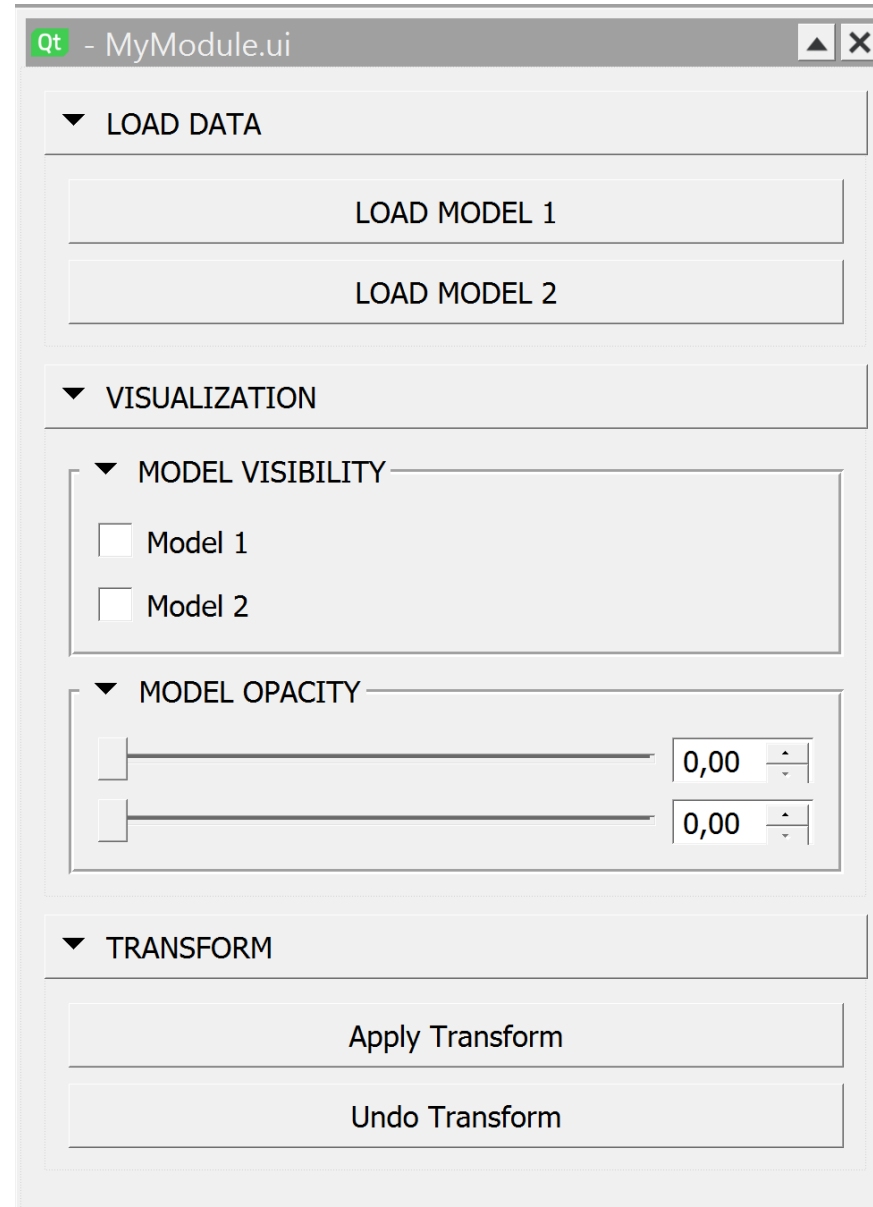 Qt - MyModule.ui
LOAD DATA
LOAD MODEL 1
LOAD MODEL 2
VISUALIZATION
MODEL VISIBILITY
Model 1
Model 2
MODEL OPACITY
0,00
0,00
TRANSFORM
Apply Transform
Undo Transform